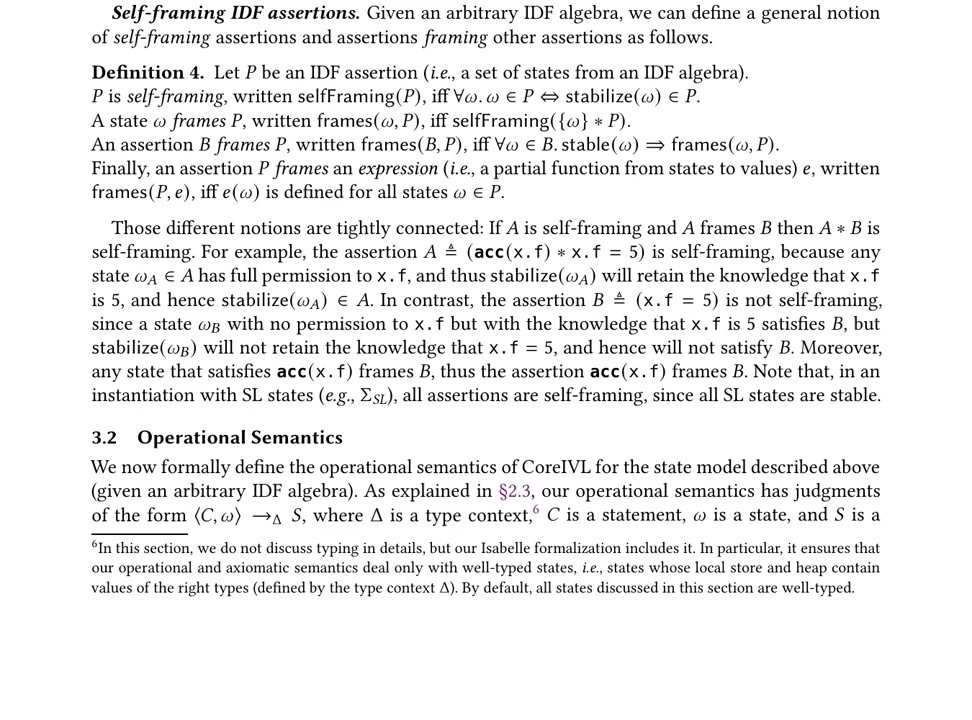 Self-framing IDF assertions. Given an arbitrary IDF algebra, we can define a general notion
of self-framing assertions and assertions framing other assertions as follows.
Definition 4. Let P be an IDF assertion (i.e., a set of states from an IDF algebra).
P is self-framing, written selfFraming(P), iff ∀ω. ω ∈ P ⇔ stabilize(ω) ∈ P.
A state ω frames P, written frames(ω, P), iff selfFraming({ω} ∗ P).
An assertion B frames P, written frames(B, P), iff ∀ω ∈ B. stable(ω) ⇒ frames(ω, P).
Finally, an assertion P frames an expression (i.e., a partial function from states to values) e, written
frames(P, e), iff e(ω) is defined for all states ω ∈ P.
Those different notions are tightly connected: If A is self-framing and A frames B then A ∗ B is
self-framing. For example, the assertion A ≜ (acc(x.f) ∗ x.f = 5) is self-framing, because any
state ω_A ∈ A has full permission to x.f, and thus stabilize(ω_A) will retain the knowledge that x.f
is 5, and hence stabilize(ω_A) ∈ A. In contrast, the assertion B ≜ (x.f = 5) is not self-framing,
since a state ω_B with no permission to x.f but with the knowledge that x.f is 5 satisfies B, but
stabilize(ω_B) will not retain the knowledge that x.f = 5, and hence will not satisfy B. Moreover,
any state that satisfies acc(x.f) frames B, thus the assertion acc(x.f) frames B. Note that, in an
instantiation with SL states (e.g., Σ_SL), all assertions are self-framing, since all SL states are stable.
3.2 Operational Semantics
We now formally define the operational semantics of CoreIVL for the state model described above
(given an arbitrary IDF algebra). As explained in §2.3, our operational semantics has judgments
of the form ⟨C, ω⟩ →_Δ S, where Δ is a type context,⁶ C is a statement, ω is a state, and S is a
⁶In this section, we do not discuss typing in details, but our Isabelle formalization includes it. In particular, it ensures that
our operational and axiomatic semantics deal only with well-typed states, i.e., states whose local store and heap contain
values of the right types (defined by the type context Δ). By default, all states discussed in this section are well-typed.